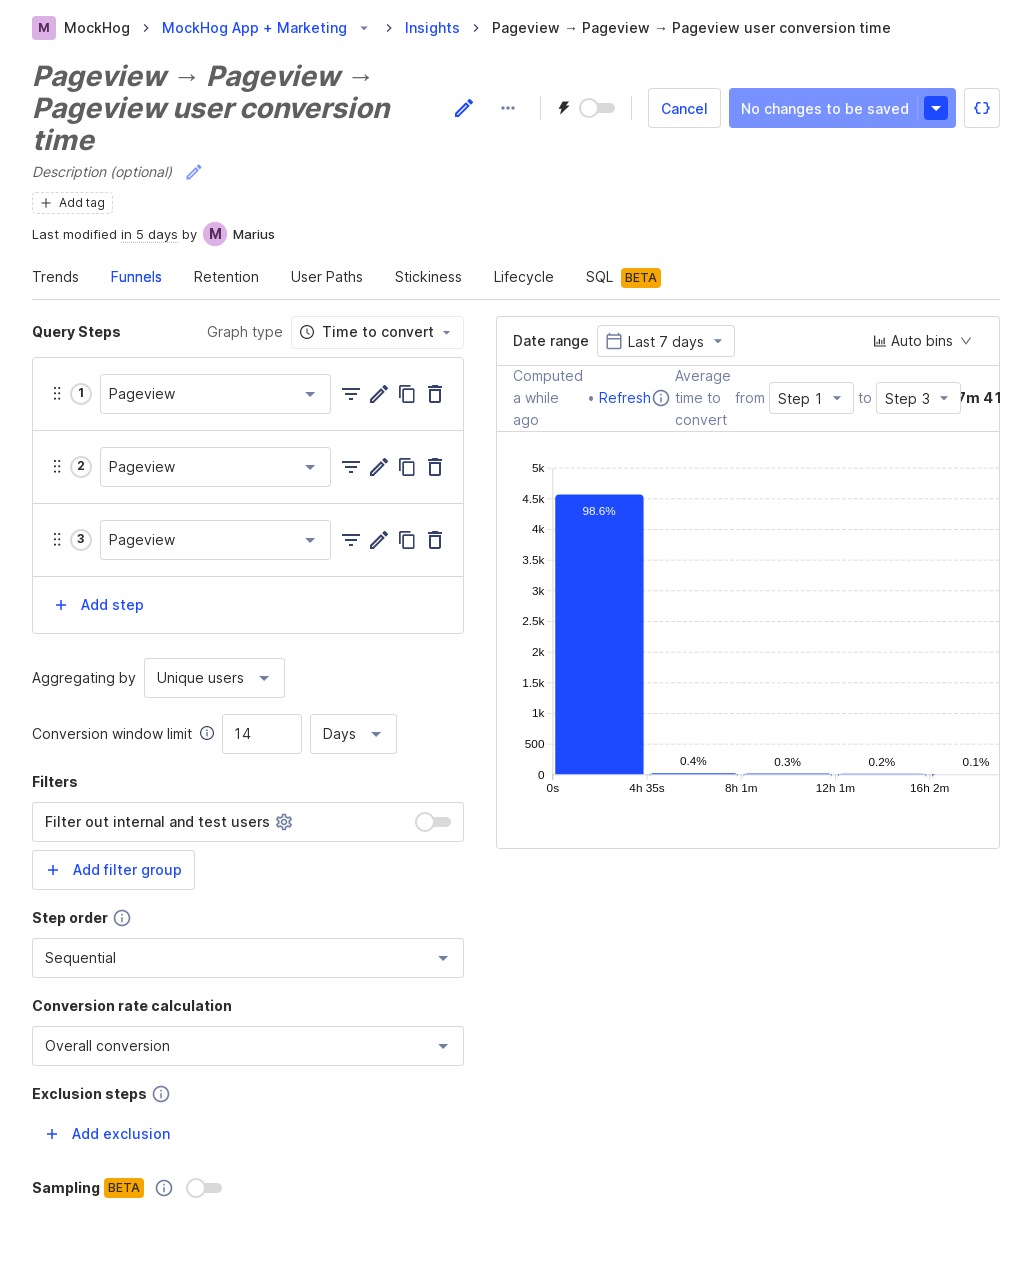 M MockHog MockHog App + Marketing Insights Pageview → Pageview → Pageview user conversion time
Pageview → Pageview →
Pageview user conversion
time
Cancel No changes to be saved
Description (optional)
Add tag
Last modified in 5 days by M Marius
Trends Funnels Retention User Paths Stickiness Lifecycle SQL BETA
Query Steps Graph type Time to convert
1 Pageview
2 Pageview
3 Pageview
Add step
Aggregating by Unique users
Conversion window limit 14 Days
Filters
Filter out internal and test users
Add filter group
Step order
Sequential
Conversion rate calculation
Overall conversion
Exclusion steps
Add exclusion
Sampling BETA
Date range Last 7 days Auto bins
Computed
a while
ago
• Refresh
Average
time to
convert
from Step 1 to Step 3 7m 41
5k
4.5k
4k
3.5k
3k
2.5k
2k
1.5k
1k
500
0
98.6%
0.4% 0.3% 0.2% 0.1%
0s 4h 35s 8h 1m 12h 1m 16h 2m